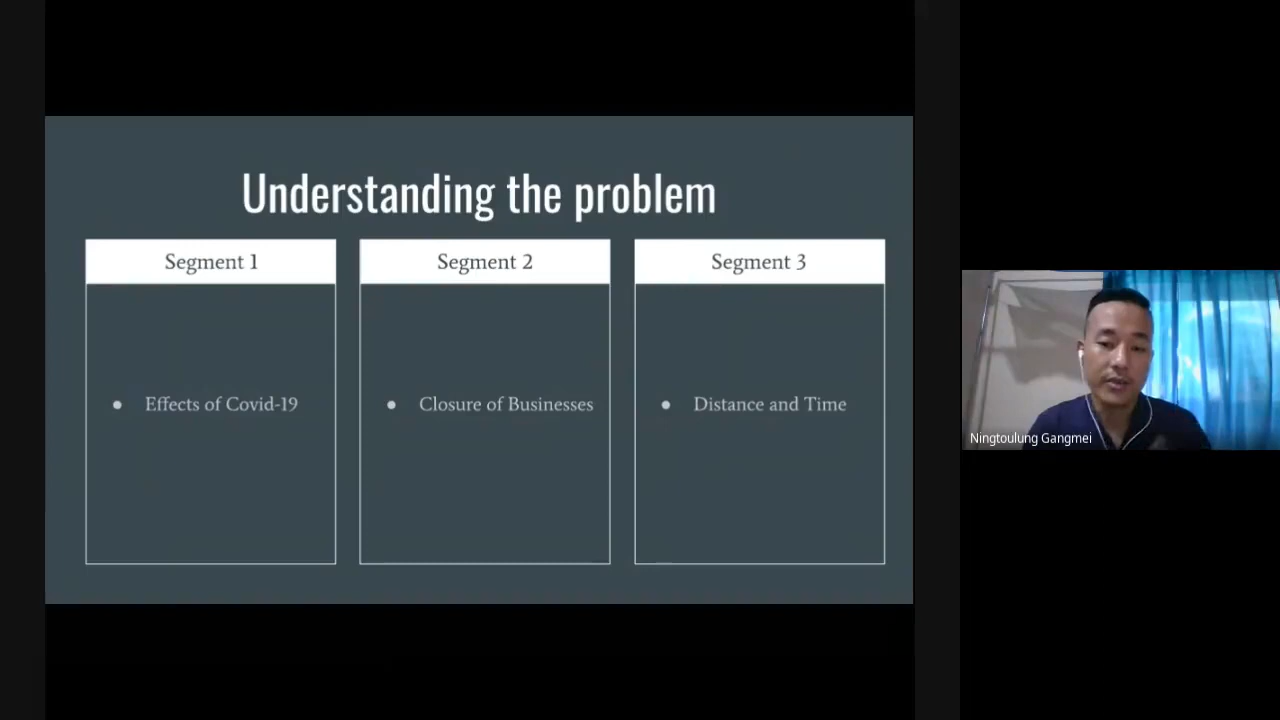 Understanding the problem
Segment 1
Segment 2
Segment 3
● Effects of Covid-19
● Closure of Businesses
● Distance and Time
Ningtoulung Gangmei